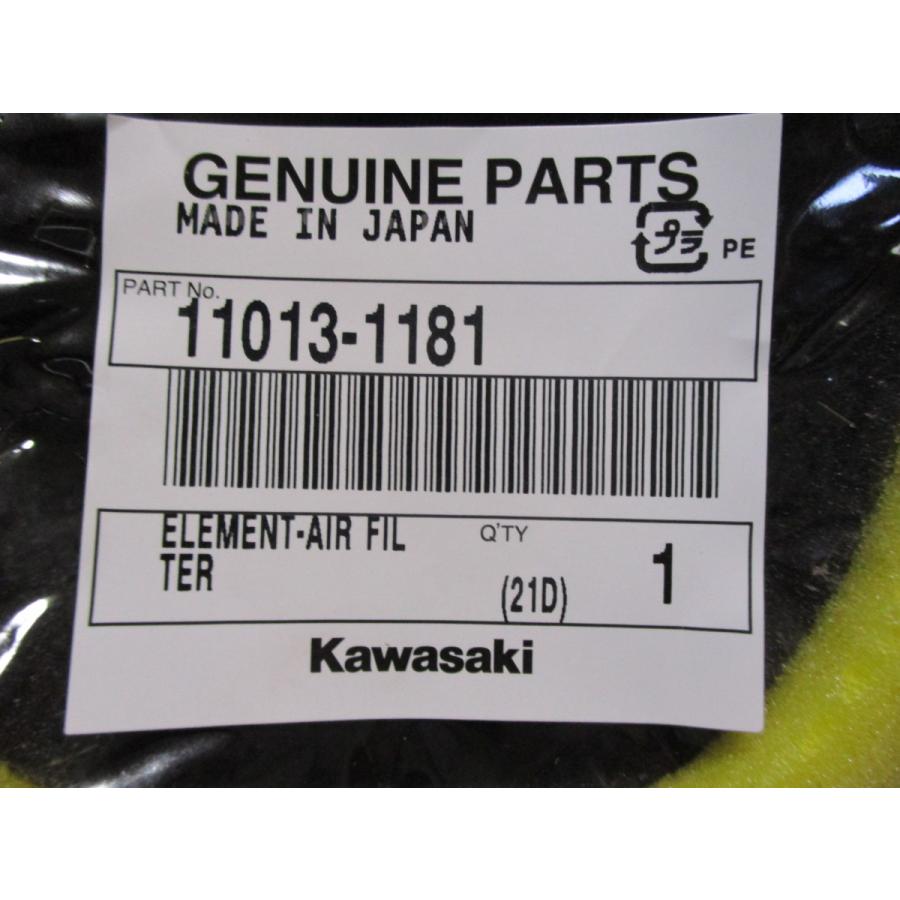 GENUINE PARTS
MADE IN JAPAN
プラ PE
PART No.
11013-1181
ELEMENT-AIR FIL
TER
Q'TY
(21D)
1
Kawasaki